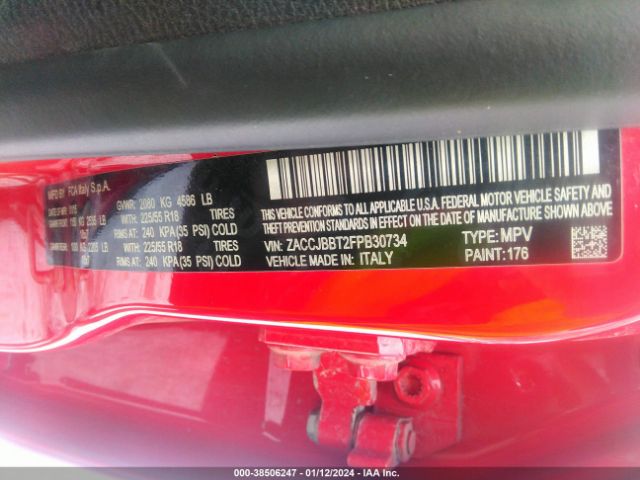 MFD BY FCA Italy S.p.A.
GVWR: 2080 KG 4586 LB
WITH: 225/55 R18 TIRES
RIMS AT: 240 KPA (35 PSI) COLD
WITH: 225/55 R18 TIRES
RIMS AT: 240 KPA (35 PSI) COLD
THIS VEHICLE CONFORMS TO ALL APPLICABLE U.S.A. FEDERAL MOTOR VEHICLE SAFETY AND
THEFT PREVENTION STANDARDS IN EFFECT ON THE DATE OF MANUFACTURE SHOWN ABOVE.
VIN: ZACCJBBT2FPB30734 TYPE: MPV
VEHICLE MADE IN: ITALY PAINT: 176
000-38506247 - 01/12/2024 - IAA Inc.